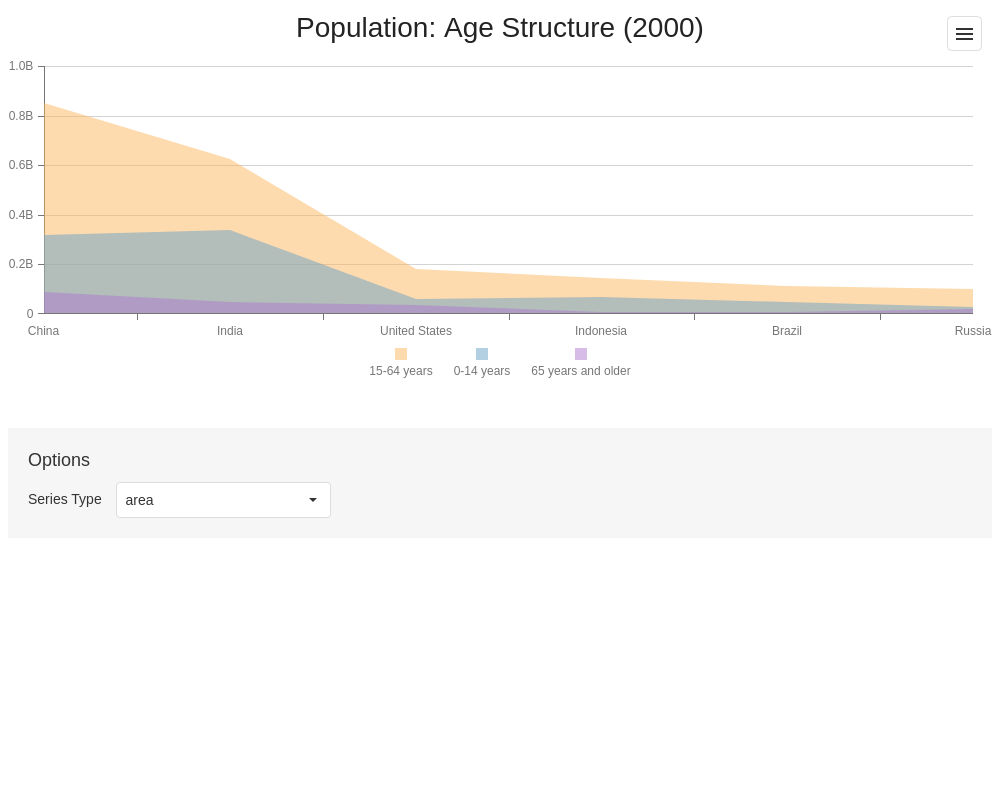 Population: Age Structure (2000)
1.0B
0.8B
0.6B
0.4B
0.2B
0
China India United States Indonesia Brazil Russia
15-64 years 0-14 years 65 years and older
Options
Series Type area